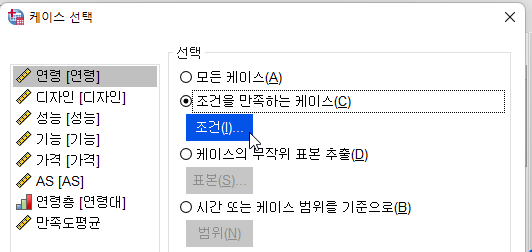 케이스 선택
연령 [연령]
디자인 [디자인]
성능 [성능]
기능 [기능]
가격 [가격]
AS [AS]
연령층 [연령대]
만족도평균
선택
모든 케이스(A)
조건을 만족하는 케이스(C)
조건(I)...
케이스의 무작위 표본 추출(D)
표본(S)...
시간 또는 케이스 범위를 기준으로(B)
범위(N)